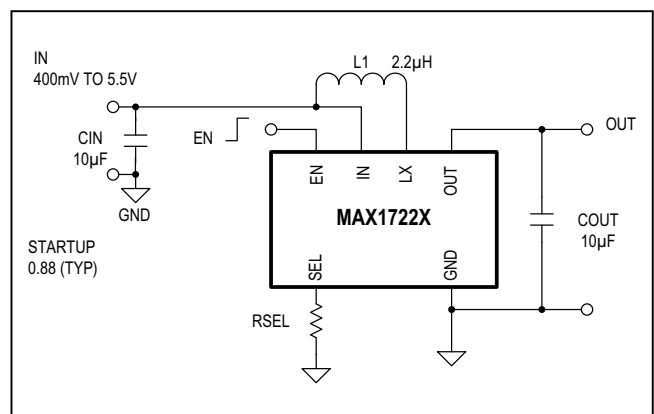 IN
400mV TO 5.5V
L1 2.2µH
CIN
10µF
EN
GND
OUT
EN
IN
LX
OUT
MAX1722X
SEL
GND
COUT
10µF
STARTUP
0.88 (TYP)
RSEL